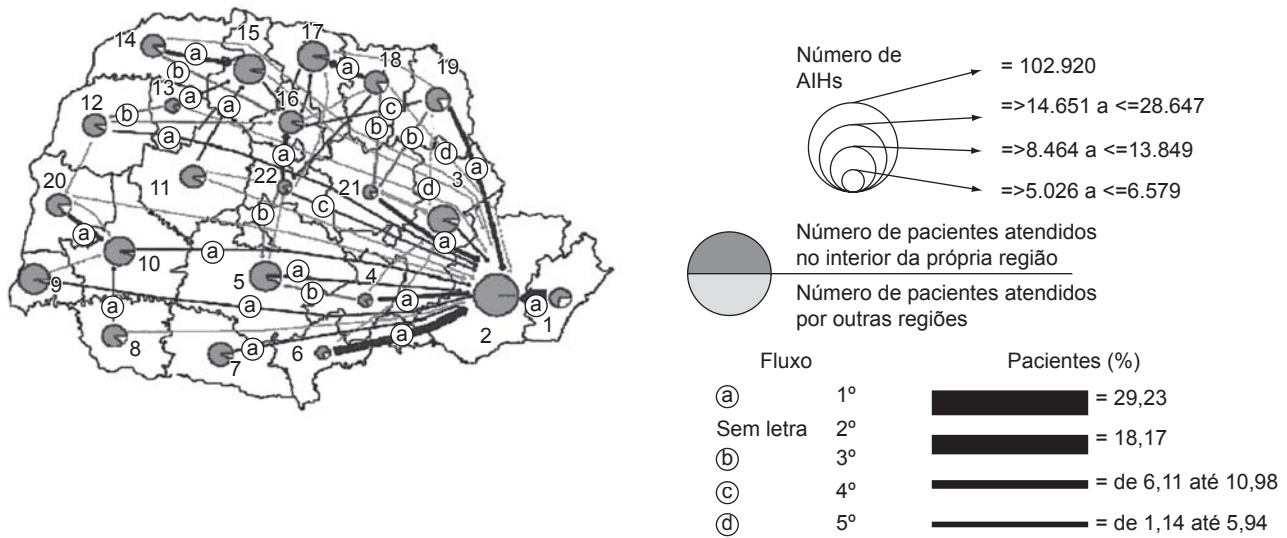 14
15
17
18
19
a
a
b
13
a
a
16
c
12
b
a
b
b
a
d
a
3
11
22
21
d
20
b
c
a
a
10
a
5
a
4
9
a
b
a
2
a
1
a
8
7
a
6
a
Número de
AIHs
= 102.920
=>14.651 a <=28.647
=>8.464 a <=13.849
=>5.026 a <=6.579
Número de pacientes atendidos
no interior da própria região
Número de pacientes atendidos
por outras regiões
Fluxo Pacientes (%)
a 1º = 29,23
Sem letra 2º = 18,17
b 3º
c 4º = de 6,11 até 10,98
d 5º = de 1,14 até 5,94